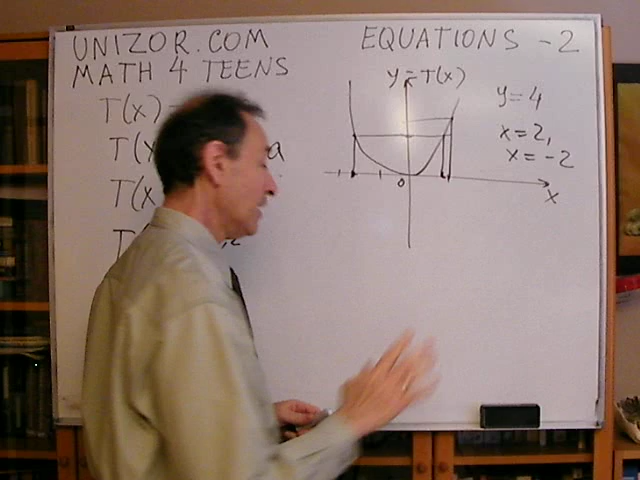 UNIZOR.COM
MATH 4 TEENS
EQUATIONS -2
T(x)
T(x
T(x
y=T(x)
y=4
x=2,
x=-2
0
x